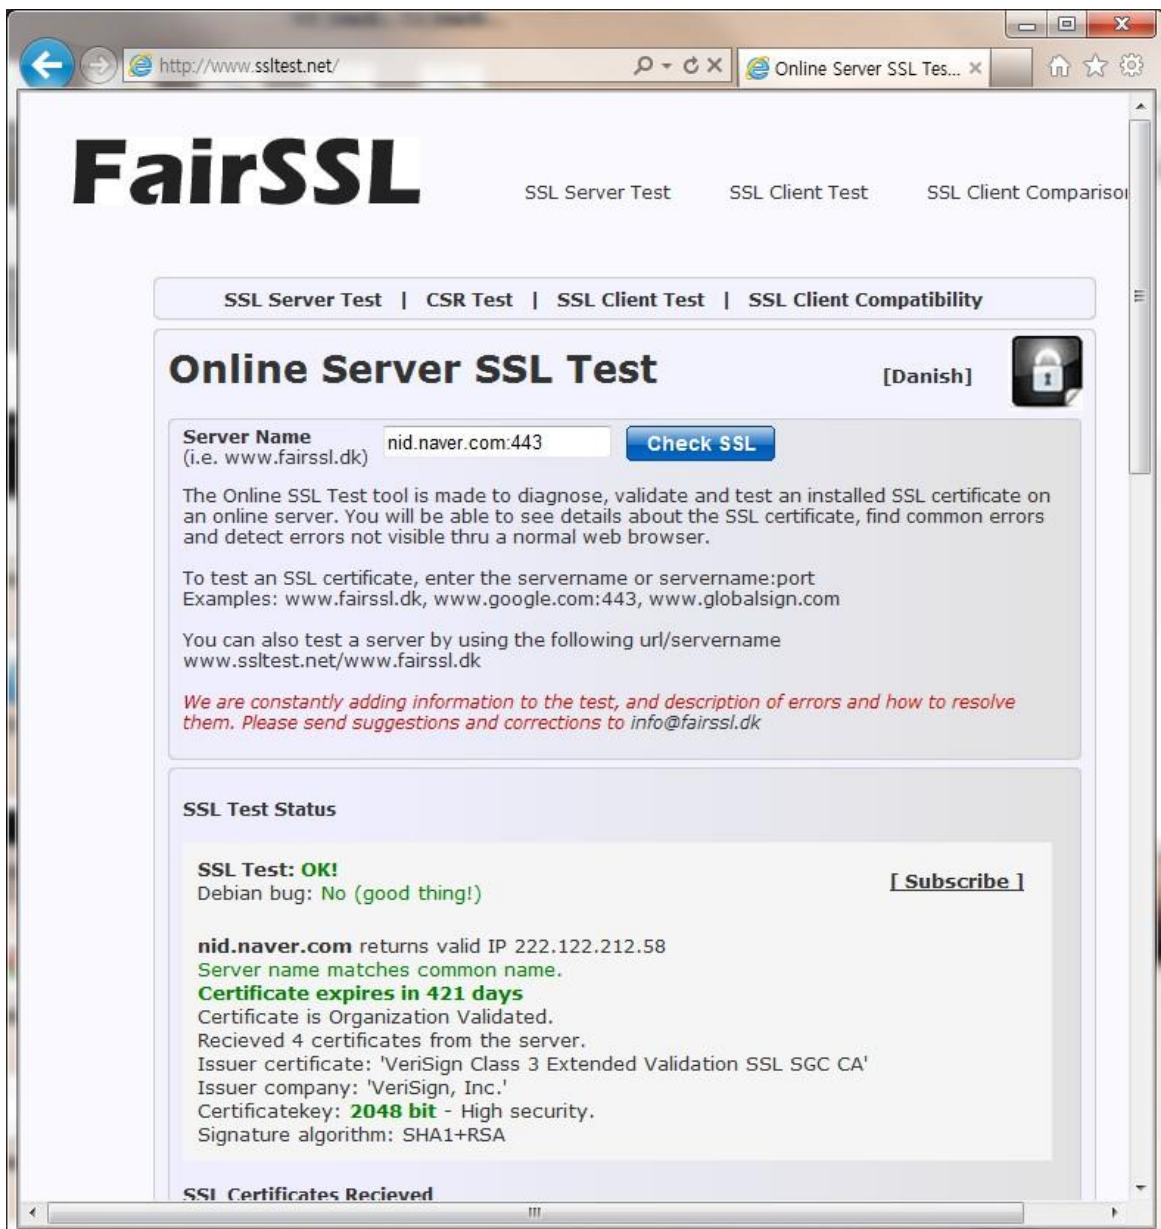 http://www.ssltest.net/
Online Server SSL Tes...
FairSSL
SSL Server Test SSL Client Test SSL Client Comparison
SSL Server Test | CSR Test | SSL Client Test | SSL Client Compatibility
Online Server SSL Test [Danish]
Server Name
(i.e. www.fairssl.dk) nid.naver.com:443 Check SSL
The Online SSL Test tool is made to diagnose, validate and test an installed SSL certificate on
an online server. You will be able to see details about the SSL certificate, find common errors
and detect errors not visible thru a normal web browser.
To test an SSL certificate, enter the servername or servername:port
Examples: www.fairssl.dk, www.google.com:443, www.globalsign.com
You can also test a server by using the following url/servername
www.ssltest.net/www.fairssl.dk
We are constantly adding information to the test, and description of errors and how to resolve
them. Please send suggestions and corrections to info@fairssl.dk
SSL Test Status
SSL Test: OK!
Debian bug: No (good thing!) [ Subscribe ]
nid.naver.com returns valid IP 222.122.212.58
Server name matches common name.
Certificate expires in 421 days
Certificate is Organization Validated.
Recieved 4 certificates from the server.
Issuer certificate: 'VeriSign Class 3 Extended Validation SSL SGC CA'
Issuer company: 'VeriSign, Inc.'
Certificatekey: 2048 bit - High security.
Signature algorithm: SHA1+RSA
SSL Certificates Recieved